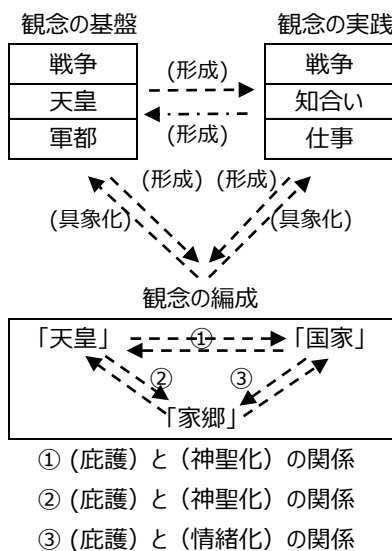 観念の基盤 観念の実践
戦争 (形成) 戦争
天皇 知合い
軍都 (形成) 仕事
(形成) (形成)
(具象化) (具象化)
観念の編成
「天皇」 ① 「国家」
② ③
「家郷」
① (庇護) と (神聖化) の関係
② (庇護) と (神聖化) の関係
③ (庇護) と (情緒化) の関係